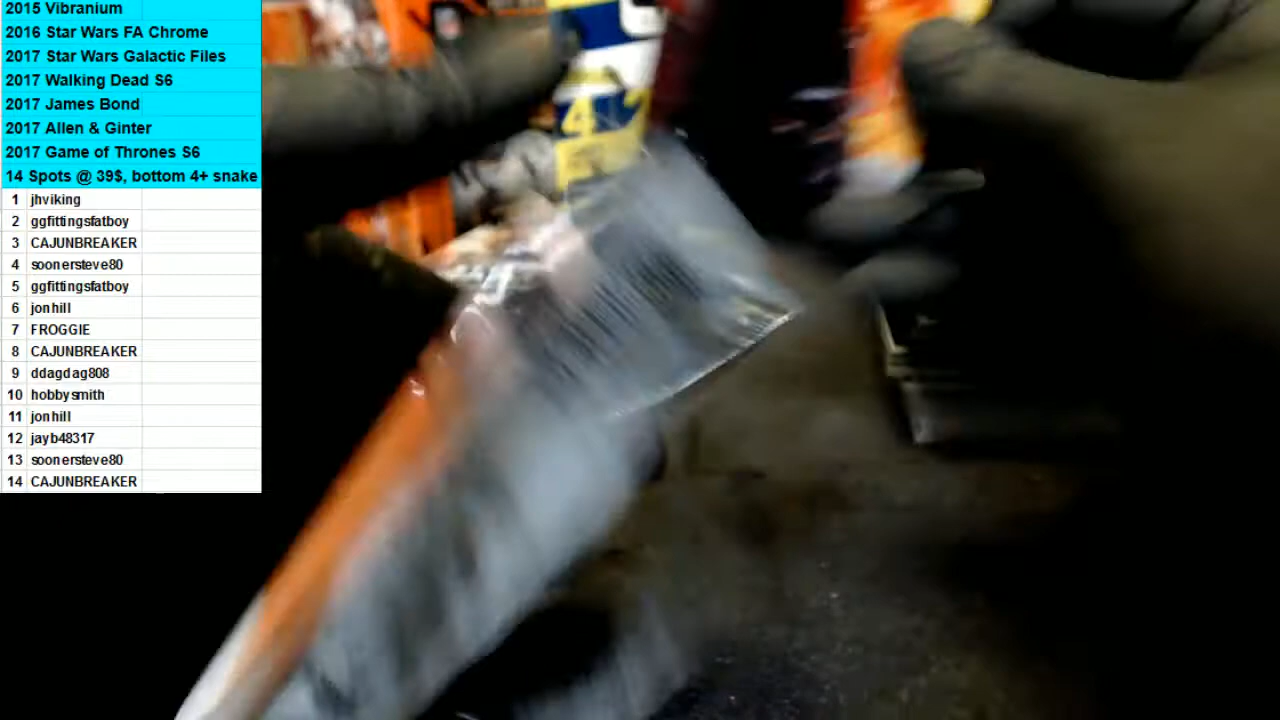 2015 Vibranium
2016 Star Wars FA Chrome
2017 Star Wars Galactic Files
2017 Walking Dead S6
2017 James Bond
2017 Allen & Ginter
2017 Game of Thrones S6
14 Spots @ 39$, bottom 4+ snake
1 jhviking
2 ggfittingsfatboy
3 CAJUNBREAKER
4 soonersteve80
5 ggfittingsfatboy
6 jonhill
7 FROGGIE
8 CAJUNBREAKER
9 ddagdag808
10 hobbysmith
11 jonhill
12 jayb48317
13 soonersteve80
14 CAJUNBREAKER
4